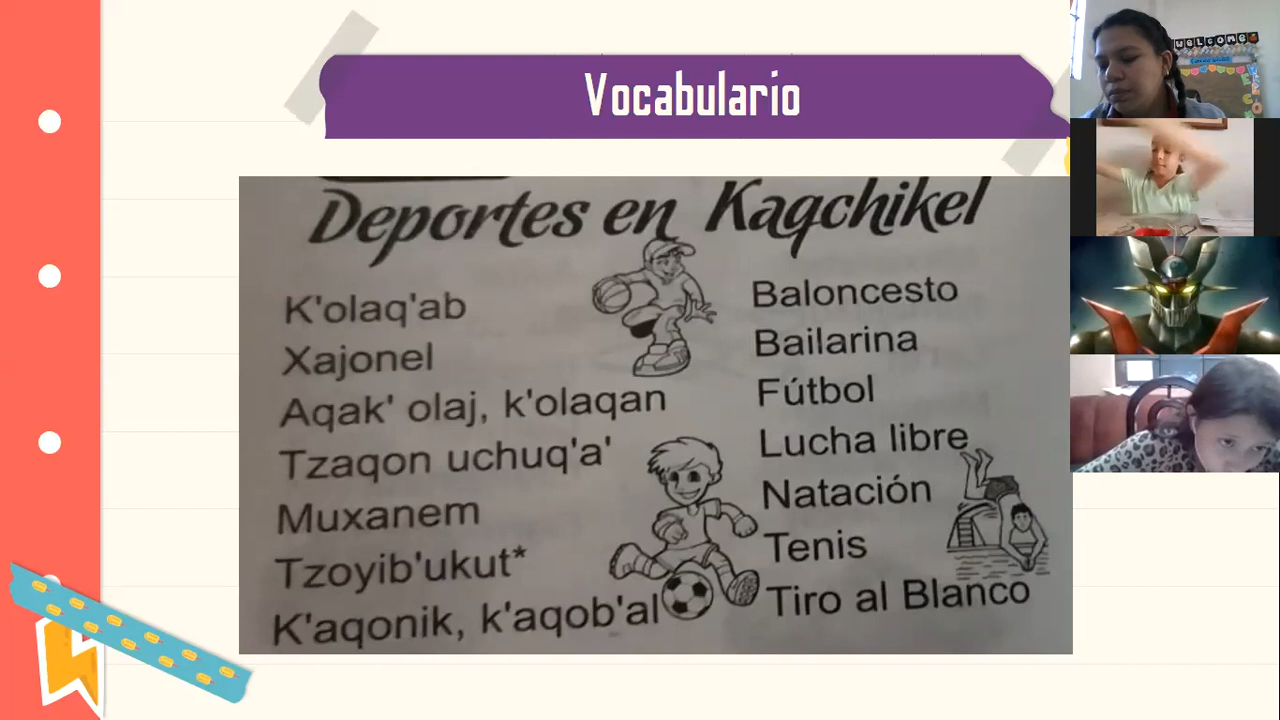 Vocabulario
Deportes en Kaqchikel
K'olaq'ab Baloncesto
Xajonel Bailarina
Aqak' olaj, k'olaqan Fútbol
Tzaqon uchuq'a' Lucha libre
Muxanem Natación
Tzoyib'ukut* Tenis
K'aqonik, k'aqob'al Tiro al Blanco
WELCOME